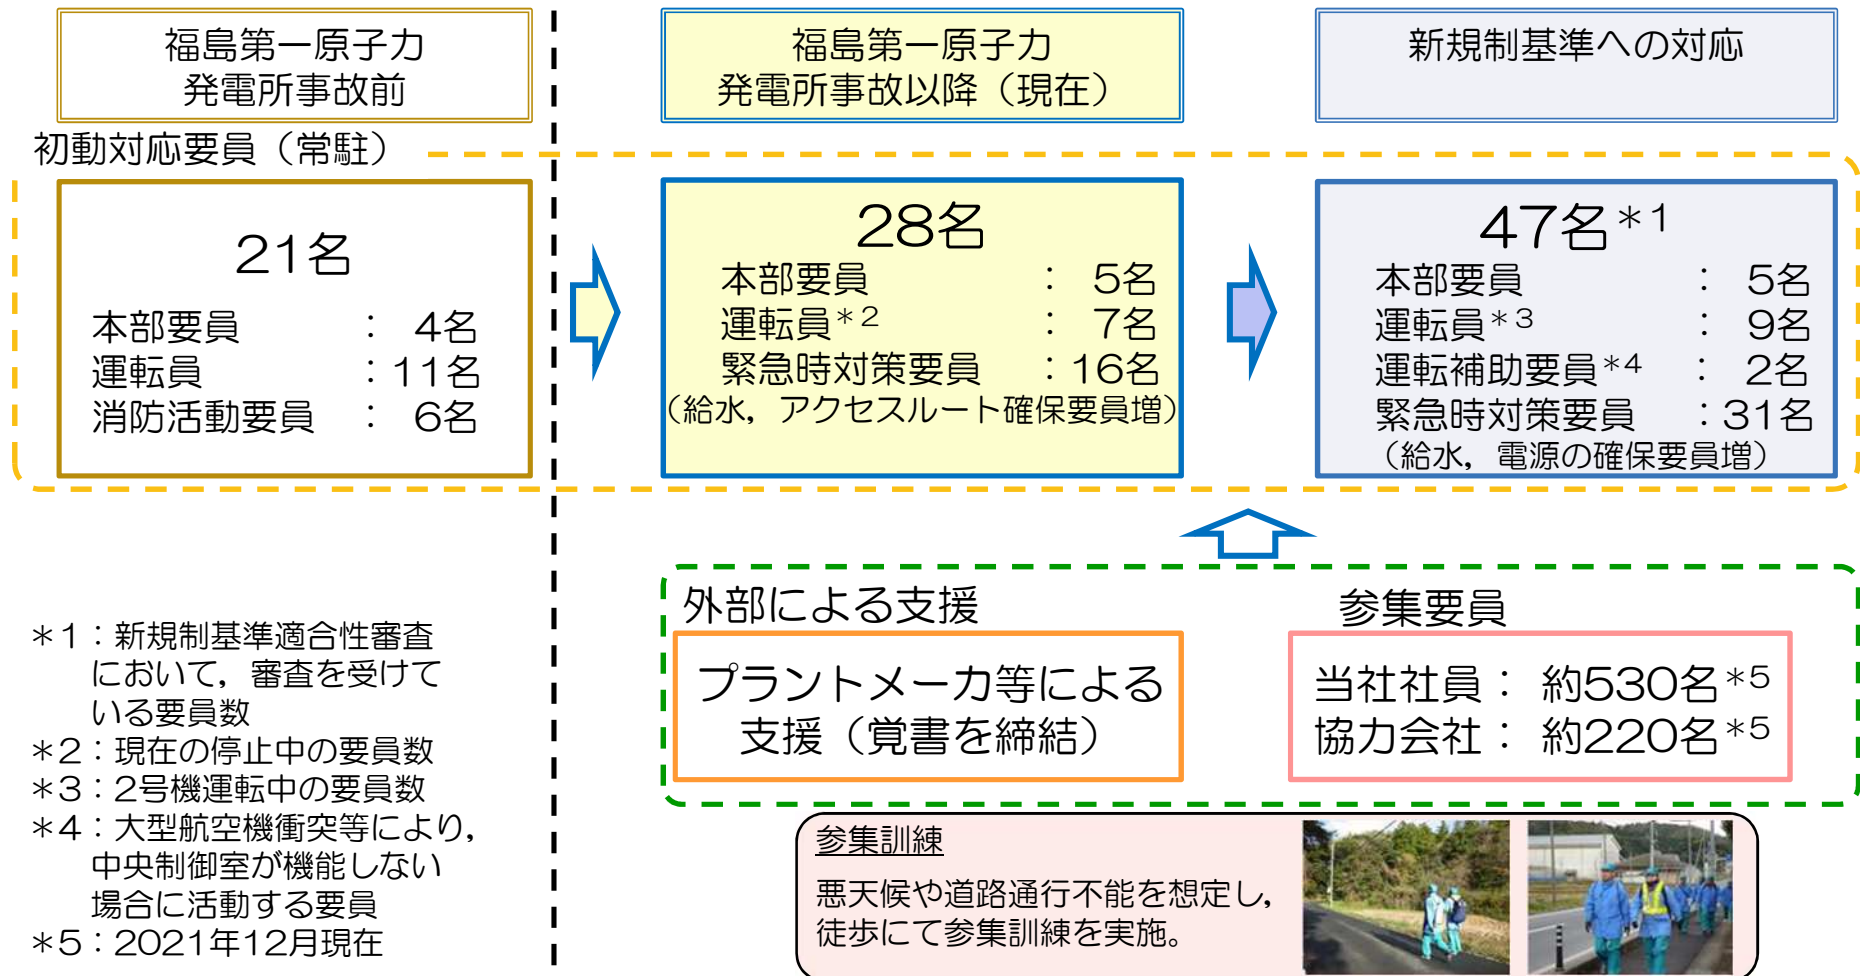 福島第一原子力
発電所事故前
福島第一原子力
発電所事故以降（現在）
新規制基準への対応
初動対応要員（常駐）
21名
本部要員　　　：　4名
運転員　　　　：11名
消防活動要員　：　6名
28名
本部要員　　　　：　5名
運転員＊2　　　　：　7名
緊急時対策要員　：16名
（給水，アクセスルート確保要員増）
47名＊1
本部要員　　　　：　5名
運転員＊3　　　　：　9名
運転補助要員＊4　：　2名
緊急時対策要員　：31名
（給水，電源の確保要員増）
外部による支援
プラントメーカ等による
支援（覚書を締結）
参集要員
当社社員：　約530名＊5
協力会社：　約220名＊5
＊1：新規制基準適合性審査
において，審査を受けて
いる要員数
＊2：現在の停止中の要員数
＊3：2号機運転中の要員数
＊4：大型航空機衝突等により，
中央制御室が機能しない
場合に活動する要員
＊5：2021年12月現在
参集訓練
悪天候や道路通行不能を想定し，
徒歩にて参集訓練を実施。